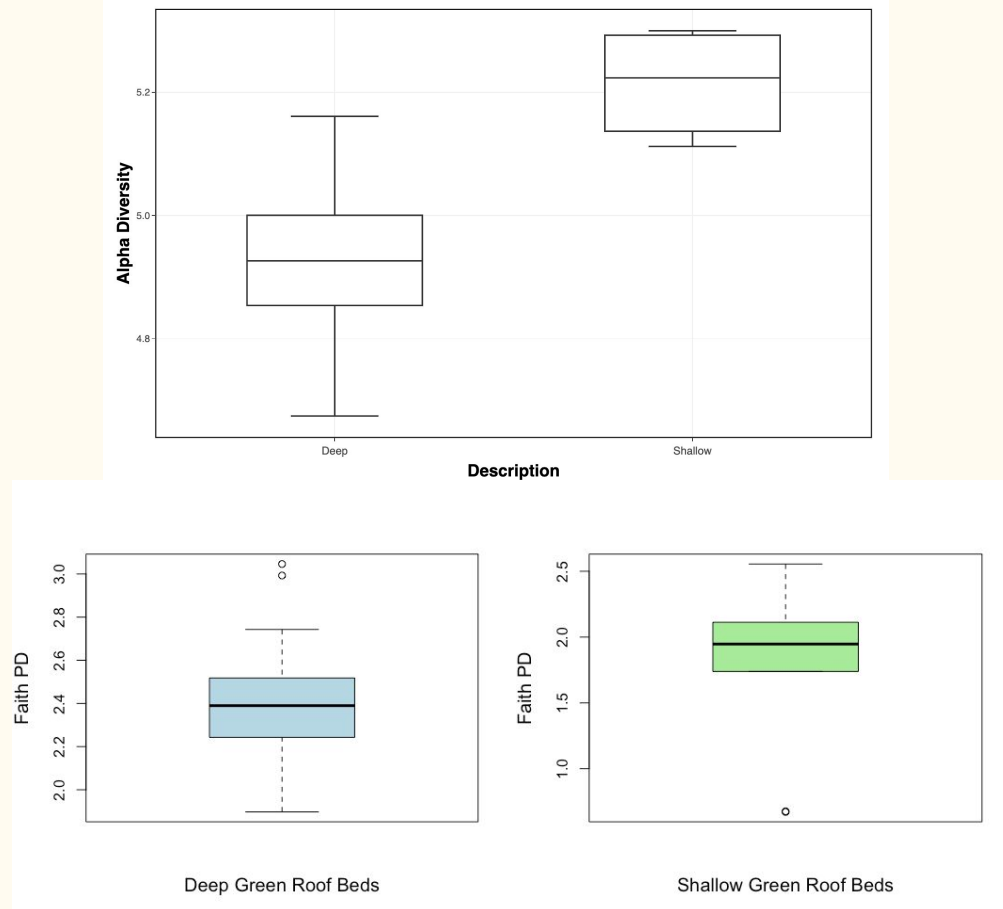 Alpha Diversity
5.2
5.0
4.8
Deep
Shallow
Description
Faith PD
3.0
2.8
2.6
2.4
2.2
2.0
Deep Green Roof Beds
Faith PD
2.5
2.0
1.5
1.0
Shallow Green Roof Beds